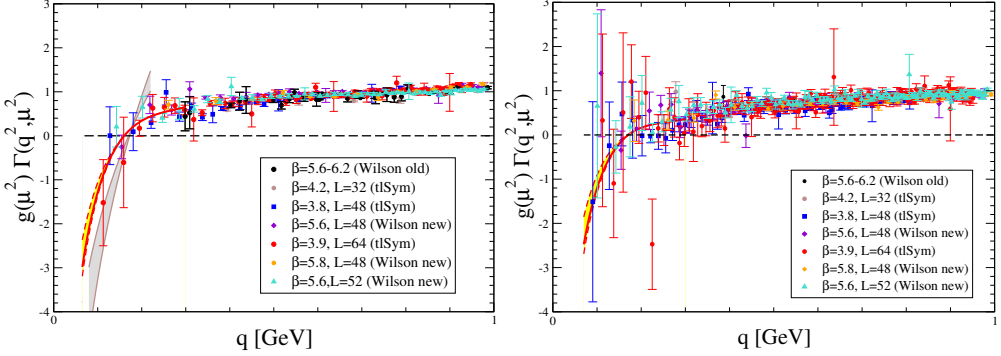 3
2
1
0
-1
-2
-3
-4
g(μ²) Γ(q²,μ²)
β=5.6-6.2 (Wilson old)
β=4.2, L=32 (tlSym)
β=3.8, L=48 (tlSym)
β=5.6, L=48 (Wilson new)
β=3.9, L=64 (tlSym)
β=5.8, L=48 (Wilson new)
β=5.6,L=52 (Wilson new)
0
1
q [GeV]
3
2
1
0
-1
-2
-3
-4
g(μ²) Γ(q²,μ²)
β=5.6-6.2 (Wilson old)
β=4.2, L=32 (tlSym)
β=3.8, L=48 (tlSym)
β=5.6, L=48 (Wilson new)
β=3.9, L=64 (tlSym)
β=5.8, L=48 (Wilson new)
β=5.6, L=52 (Wilson new)
0
1
q [GeV]